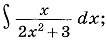 ∫ x/(2x² + 3) dx;